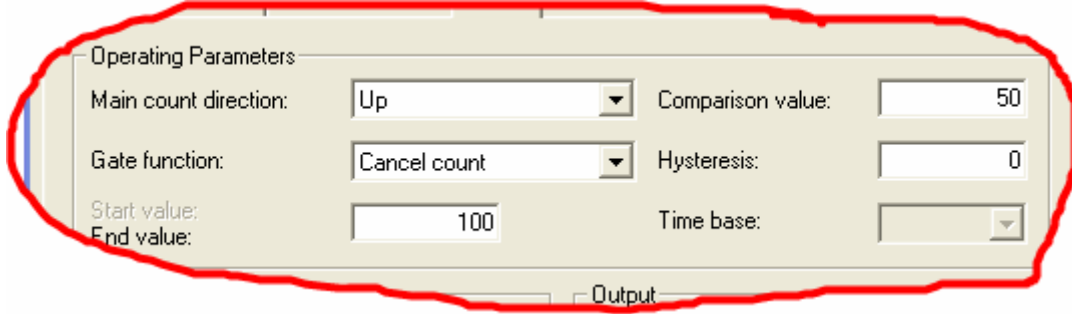 Operating Parameters
Main count direction: Up Comparison value: 50
Gate function: Cancel count Hysteresis: 0
Start value:
End value: 100 Time base:
Output